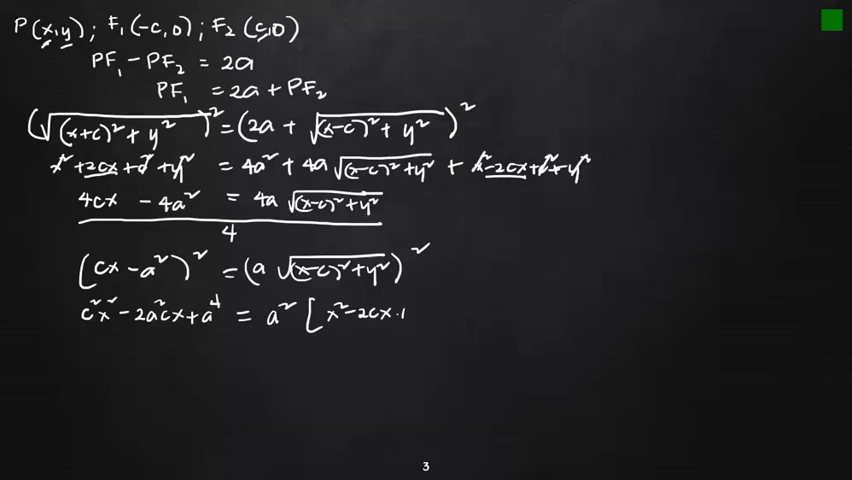 P(x,y); F₁(-c,0); F₂(c,0)
PF₁ - PF₂ = 2a
PF₁ = 2a + PF₂
(√((x+c)² + y²))² = (2a + √((x-c)² + y²))²
x² + 2cx + c² + y² = 4a² + 4a √((x-c)² + y²) + x² - 2cx + c² + y²
4cx - 4a² = 4a √((x-c)² + y²)
4
[cx - a²)² = (a √((x-c)² + y²))²
c²x² - 2a²cx + a⁴ = a² [x² - 2cx
3